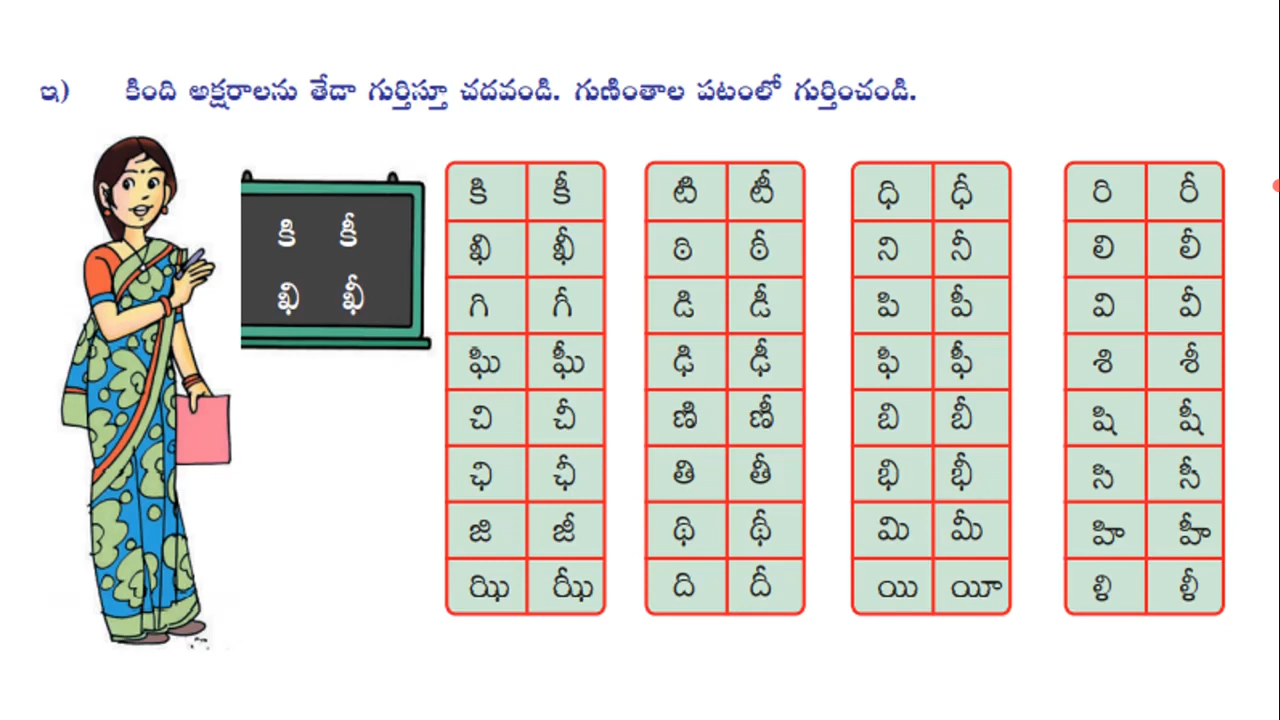 ఇ) కింది అక్షరాలను తేడా గుర్తిస్తూ చదవండి. గుణింతాల పటంలో గుర్తించండి.
కి కీ
ఖి ఖీ
కి కీ టి టీ ధి ధీ రి రీ
ఖి ఖీ ఠి ఠీ ని నీ లి లీ
గి గీ డి డీ పి పీ వి వీ
ఘి ఘీ ఢి ఢీ ఫి ఫీ శి శీ
చి చీ ణి ణీ బి బీ షి షీ
ఛి ఛీ తి తీ భి భీ సి సీ
జి జీ థి థీ మి మీ హి హీ
ఝి ఝీ ది దీ యి యీ ళి ళీ